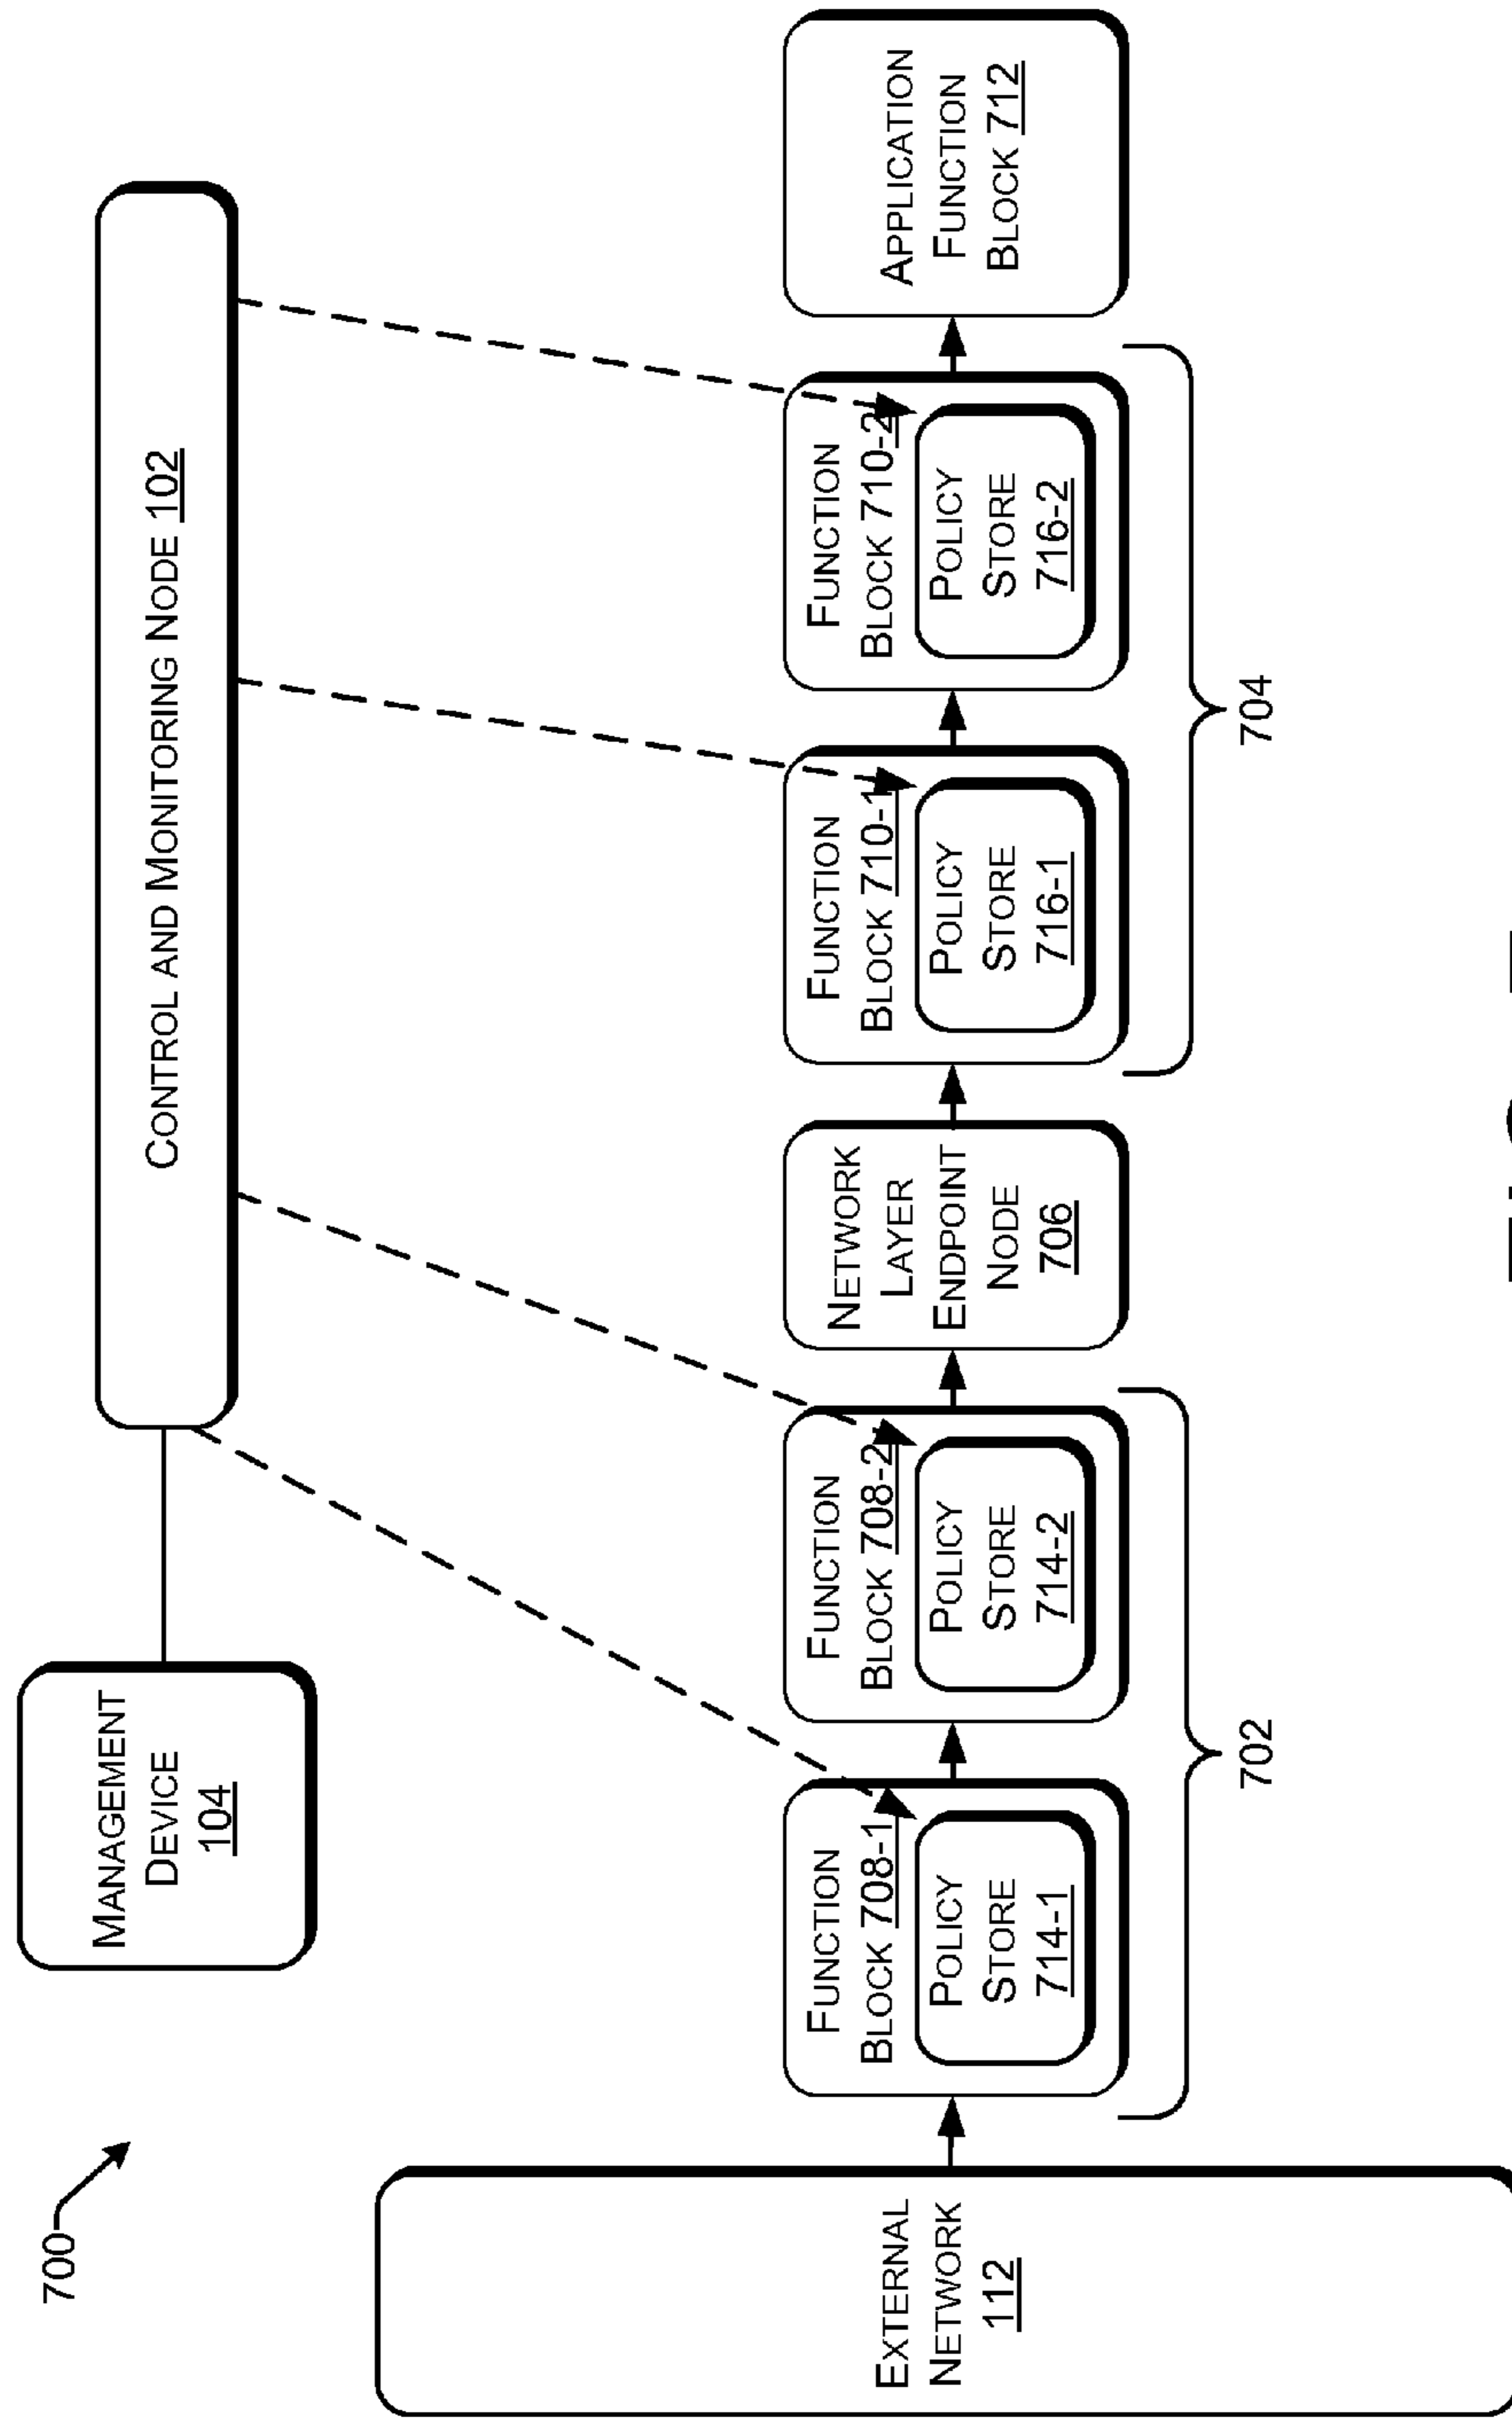 700
MANAGEMENT
DEVICE
104
CONTROL AND MONITORING NODE 102
EXTERNAL
NETWORK
112
FUNCTION
BLOCK 708-1
POLICY
STORE
714-1
FUNCTION
BLOCK 708-2
POLICY
STORE
714-2
NETWORK
LAYER
ENDPOINT
NODE
706
FUNCTION
BLOCK 710-1
POLICY
STORE
716-1
FUNCTION
BLOCK 710-2
POLICY
STORE
716-2
APPLICATION
FUNCTION
BLOCK 712
702
704